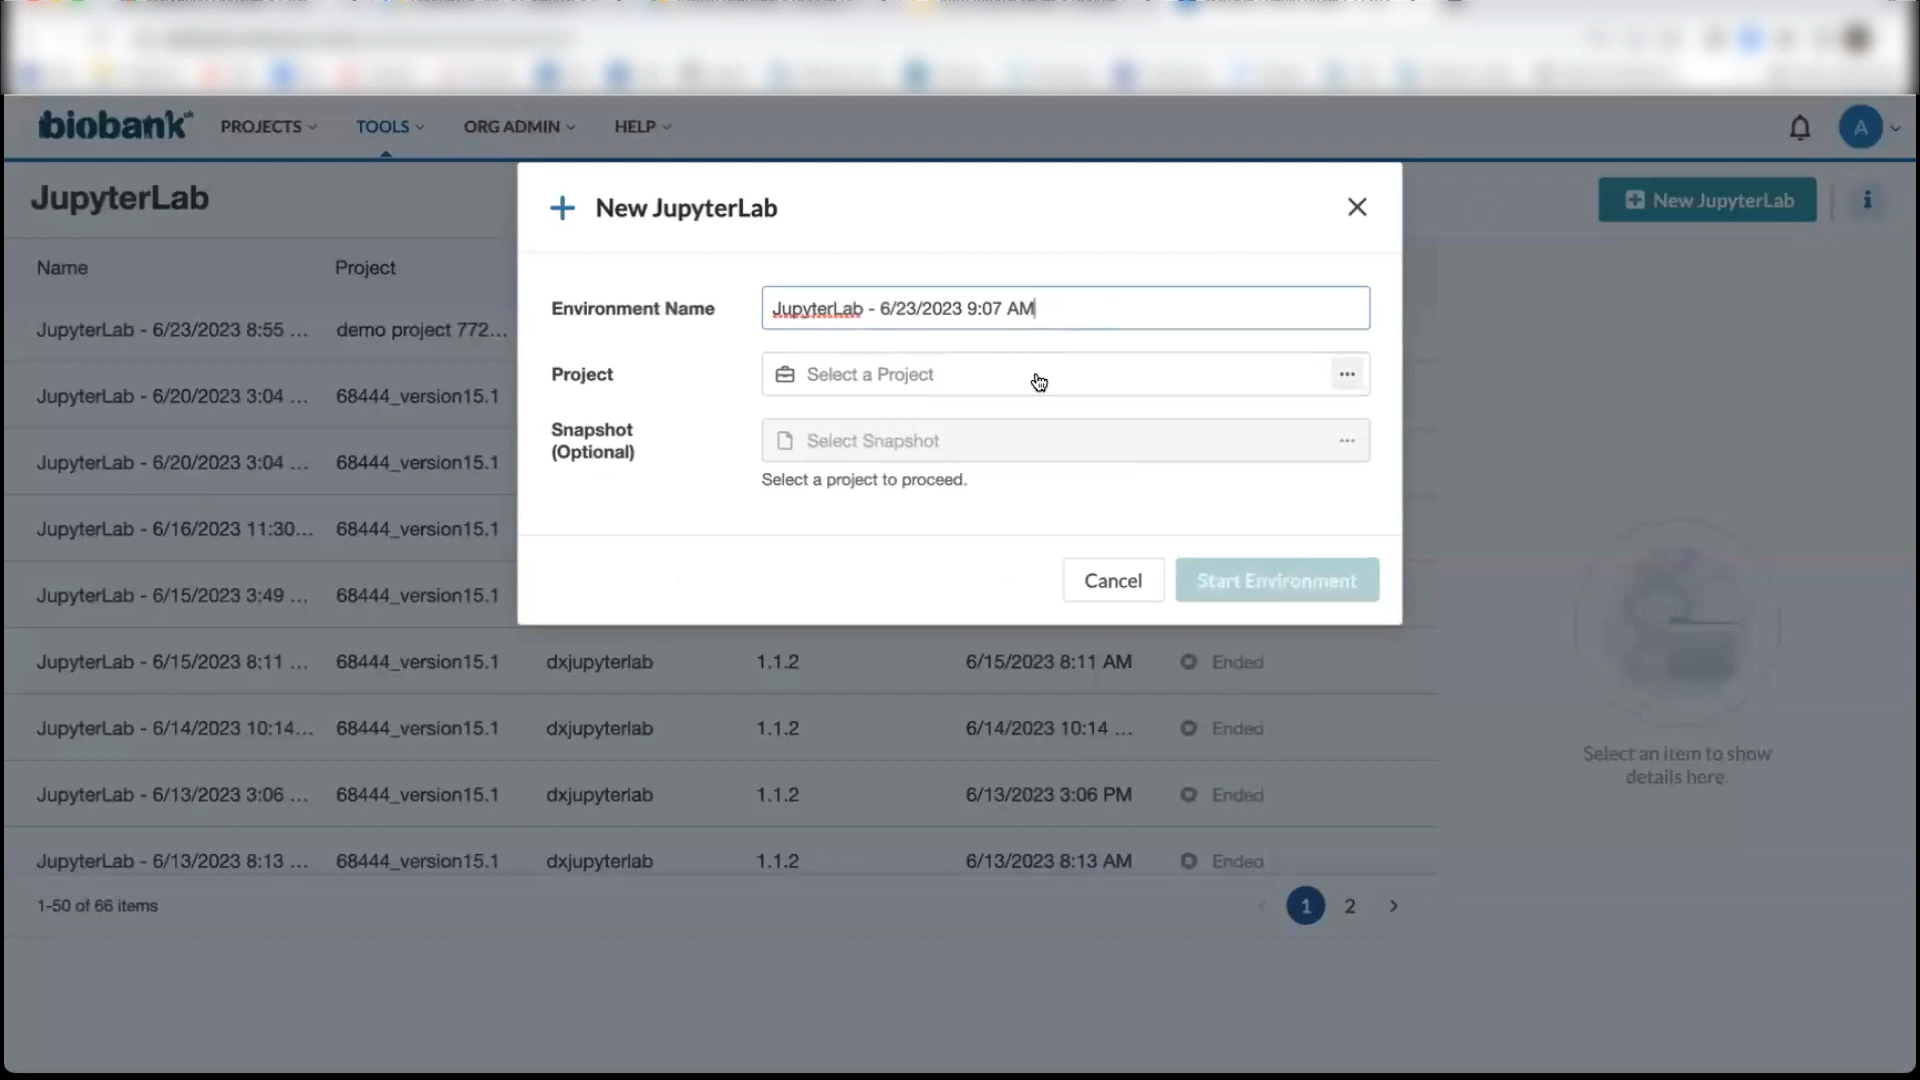 biobank uk
PROJECTS
TOOLS
ORG ADMIN
HELP
A
JupyterLab
New JupyterLab
i
Name
Project
JupyterLab - 6/23/2023 8:55 ...
demo project 772...
JupyterLab - 6/20/2023 3:04 ...
68444_version15.1
JupyterLab - 6/20/2023 3:04 ...
68444_version15.1
JupyterLab - 6/16/2023 11:30...
68444_version15.1
JupyterLab - 6/15/2023 3:49 ...
68444_version15.1
JupyterLab - 6/15/2023 8:11 ...
68444_version15.1
dxjupyterlab
1.1.2
6/15/2023 8:11 AM
Ended
JupyterLab - 6/14/2023 10:14...
68444_version15.1
dxjupyterlab
1.1.2
6/14/2023 10:14 ...
Ended
JupyterLab - 6/13/2023 3:06 ...
68444_version15.1
dxjupyterlab
1.1.2
6/13/2023 3:06 PM
Ended
JupyterLab - 6/13/2023 8:13 ...
68444_version15.1
dxjupyterlab
1.1.2
6/13/2023 8:13 AM
Ended
1-50 of 66 items
1
2
Select an item to show
details here.
New JupyterLab
Environment Name
JupyterLab - 6/23/2023 9:07 AM
Project
Select a Project
Snapshot
(Optional)
Select Snapshot
Select a project to proceed.
Cancel
Start Environment